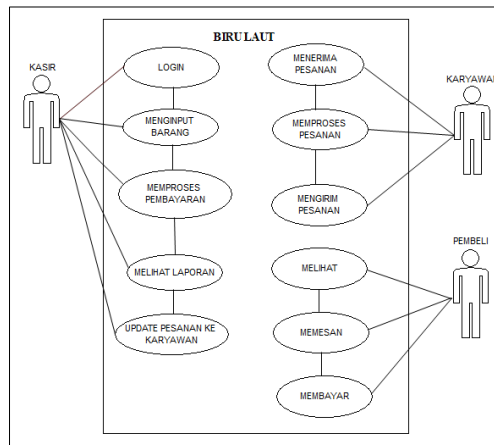 BIRU LAUT
KASIR
LOGIN
MENGINPUT
BARANG
MEMPROSES
PEMBAYARAN
MELIHAT LAPORAN
UPDATE PESANAN KE
KARYAWAN
MENERIMA
PESANAN
MEMPROSES
PESANAN
MENGIRIM
PESANAN
KARYAWAN
MELIHAT
MEMESAN
MEMBAYAR
PEMBELI